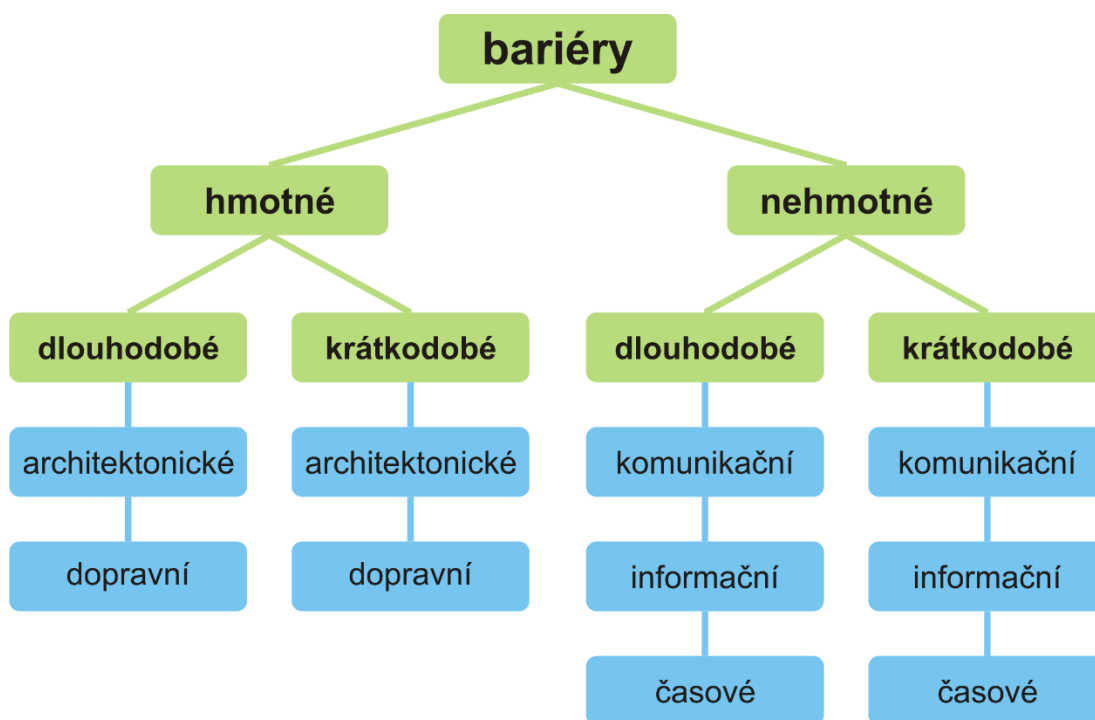 bariéry
hmotné
nehmotné
dlouhodobé
krátkodobé
dlouhodobé
krátkodobé
architektonické
architektonické
komunikační
komunikační
dopravní
dopravní
informační
informační
časové
časové